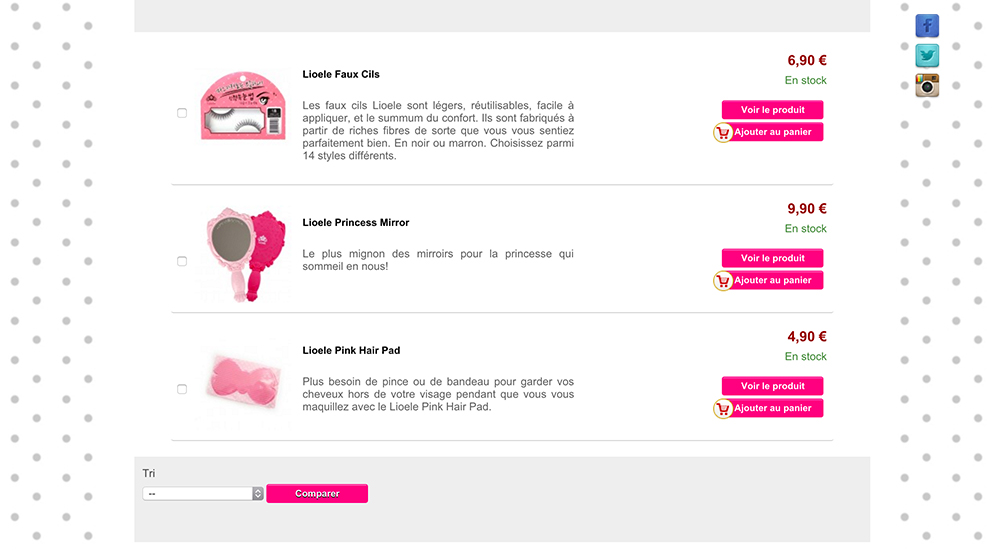 6,90 €
Lioele Faux Cils
En stock
Les faux cils Lioele sont légers, réutilisables, facile à
appliquer, et le summum du confort. Ils sont fabriqués à
partir de riches fibres de sorte que vous vous sentiez
parfaitement bien. En noir ou marron. Choisissez parmi
14 styles différents.
Voir le produit
Ajouter au panier
9,90 €
Lioele Princess Mirror
En stock
Le plus mignon des mirroirs pour la princesse qui
sommeil en nous!
Voir le produit
Ajouter au panier
4,90 €
Lioele Pink Hair Pad
En stock
Plus besoin de pince ou de bandeau pour garder vos
cheveux hors de votre visage pendant que vous vous
maquillez avec le Lioele Pink Hair Pad.
Voir le produit
Ajouter au panier
Tri
--
Comparer